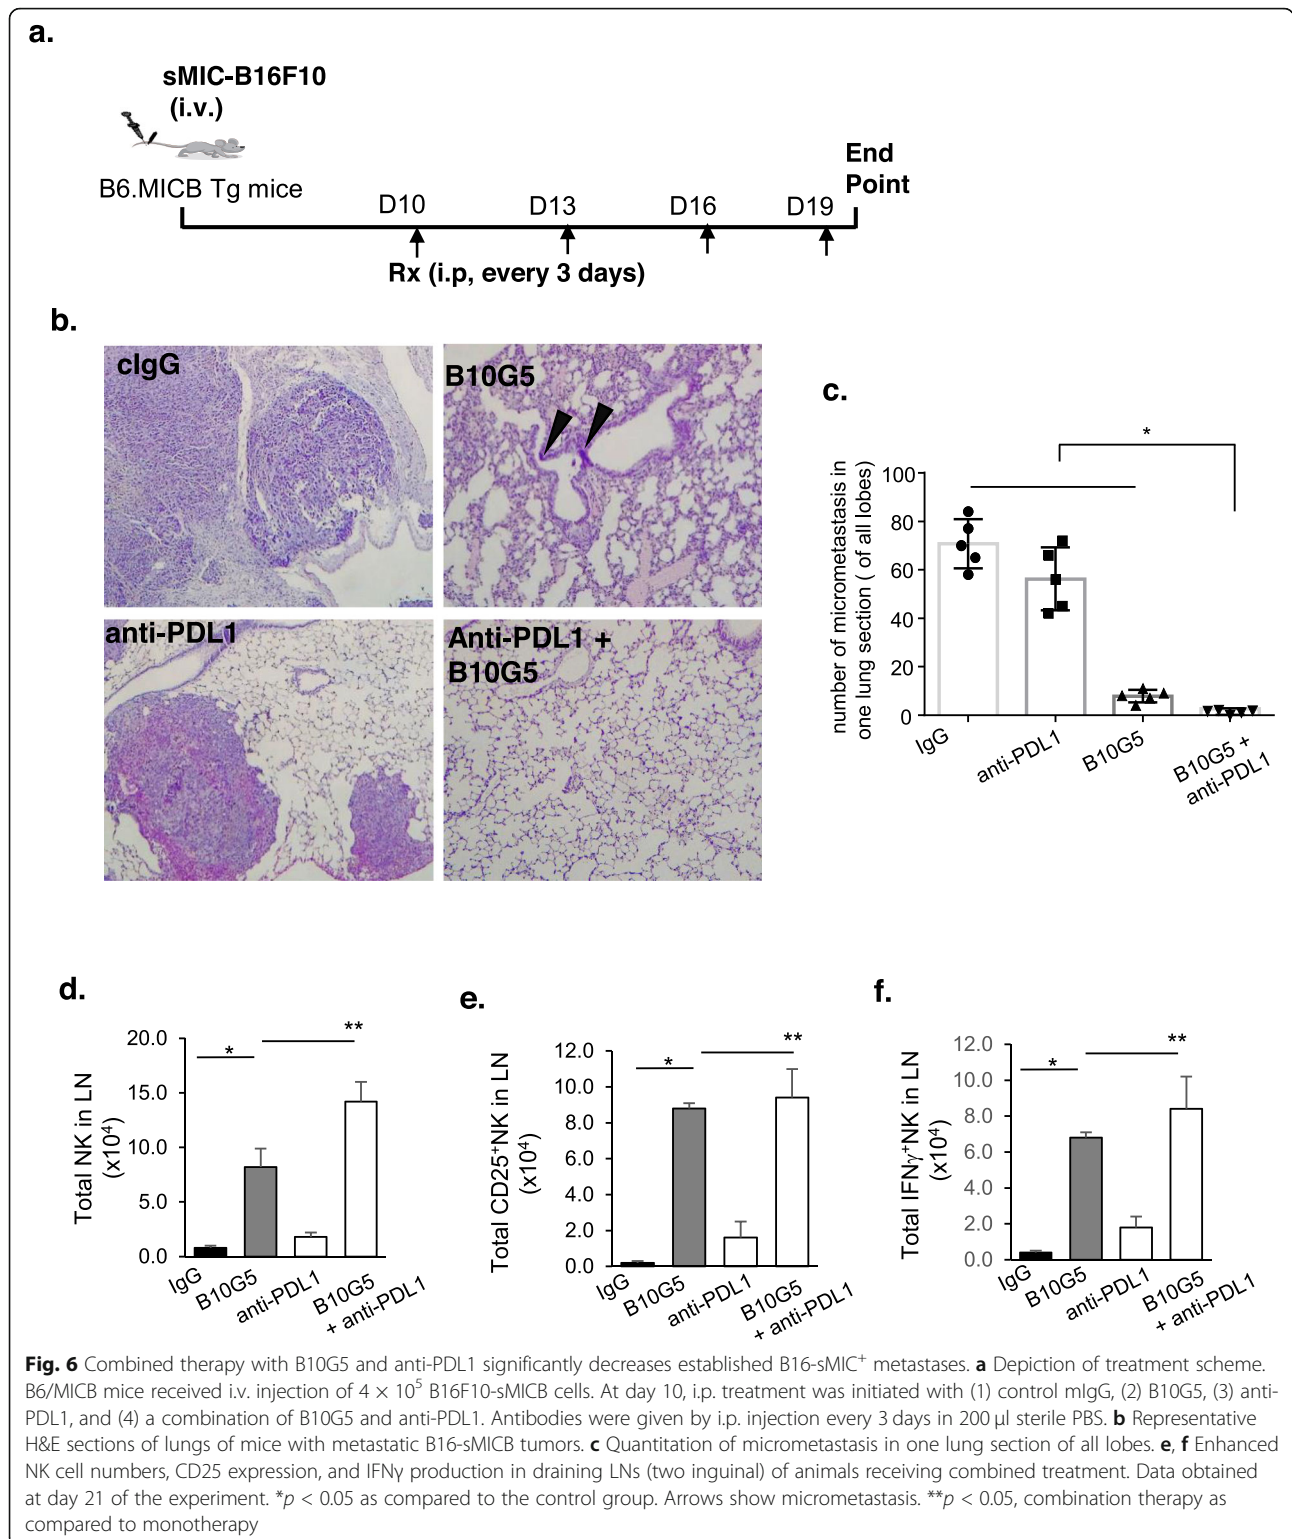 a.
sMIC-B16F10
(i.v.)
B6.MICB Tg mice
D10
D13
D16
D19
End
Point
Rx (i.p, every 3 days)
b.
cIgG
B10G5
anti-PDL1
Anti-PDL1 +
B10G5
c.
*
number of micrometastasis in
one lung section ( of all lobes)
100
80
60
40
20
0
IgG
anti-PDL1
B10G5
B10G5 +
anti-PDL1
d.
Total NK in LN
(x10⁴)
20.0
15.0
10.0
5.0
0.0
*
**
IgG
B10G5
anti-PDL1
B10G5
+ anti-PDL1
e.
Total CD25⁺NK in LN
(x10⁴)
12.0
10.0
8.0
6.0
4.0
2.0
0.0
*
**
IgG
B10G5
anti-PDL1
B10G5
+ anti-PDL1
f.
Total IFNγ⁺NK in LN
(x10⁴)
12.0
10.0
8.0
6.0
4.0
2.0
0.0
*
**
IgG
B10G5
anti-PDL1
B10G5
+ anti-PDL1
Fig. 6 Combined therapy with B10G5 and anti-PDL1 significantly decreases established B16-sMIC⁺ metastases. a Depiction of treatment scheme.
B6/MICB mice received i.v. injection of 4 × 10⁵ B16F10-sMICB cells. At day 10, i.p. treatment was initiated with (1) control mIgG, (2) B10G5, (3) anti-
PDL1, and (4) a combination of B10G5 and anti-PDL1. Antibodies were given by i.p. injection every 3 days in 200 μl sterile PBS. b Representative
H&E sections of lungs of mice with metastatic B16-sMICB tumors. c Quantitation of micrometastasis in one lung section of all lobes. e, f Enhanced
NK cell numbers, CD25 expression, and IFNγ production in draining LNs (two inguinal) of animals receiving combined treatment. Data obtained
at day 21 of the experiment. *p < 0.05 as compared to the control group. Arrows show micrometastasis. **p < 0.05, combination therapy as
compared to monotherapy